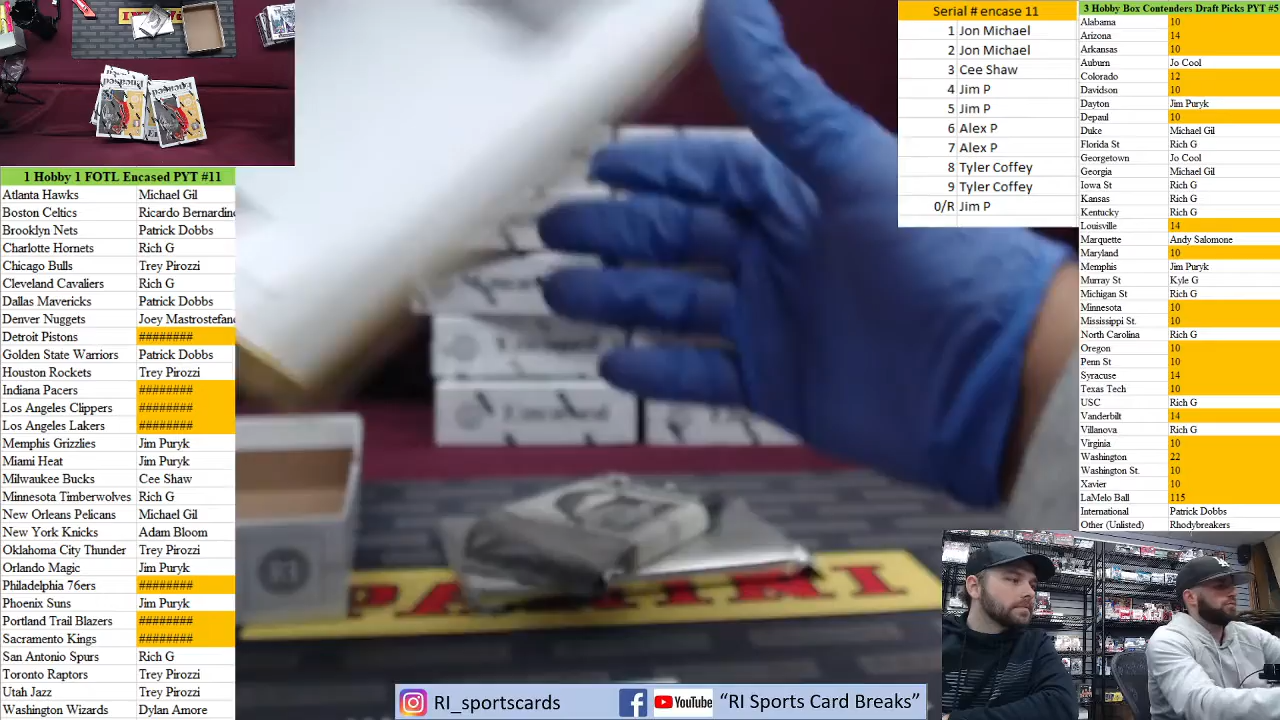 1 Hobby 1 FOTL Encased PYT #11
Atlanta Hawks Michael Gil
Boston Celtics Ricardo Bernardino
Brooklyn Nets Patrick Dobbs
Charlotte Hornets Rich G
Chicago Bulls Trey Pirozzi
Cleveland Cavaliers Rich G
Dallas Mavericks Patrick Dobbs
Denver Nuggets Joey Mastrostefano
Detroit Pistons ########
Golden State Warriors Patrick Dobbs
Houston Rockets Trey Pirozzi
Indiana Pacers ########
Los Angeles Clippers ########
Los Angeles Lakers ########
Memphis Grizzlies Jim Puryk
Miami Heat Jim Puryk
Milwaukee Bucks Cee Shaw
Minnesota Timberwolves Rich G
New Orleans Pelicans Michael Gil
New York Knicks Adam Bloom
Oklahoma City Thunder Trey Pirozzi
Orlando Magic Jim Puryk
Philadelphia 76ers ########
Phoenix Suns Jim Puryk
Portland Trail Blazers ########
Sacramento Kings ########
San Antonio Spurs Rich G
Toronto Raptors Trey Pirozzi
Utah Jazz Trey Pirozzi
Washington Wizards Dylan Amore
Serial # encase 11
1 Jon Michael
2 Jon Michael
3 Cee Shaw
4 Jim P
5 Jim P
6 Alex P
7 Alex P
8 Tyler Coffey
9 Tyler Coffey
0/R Jim P
3 Hobby Box Contenders Draft Picks PYT #5
Alabama 10
Arizona 14
Arkansas 10
Auburn Jo Cool
Colorado 12
Davidson 10
Dayton Jim Puryk
Depaul 10
Duke Michael Gil
Florida St Rich G
Georgetown Jo Cool
Georgia Michael Gil
Iowa St Rich G
Kansas Rich G
Kentucky Rich G
Louisville 14
Marquette Andy Salomone
Maryland 10
Memphis Jim Puryk
Murray St Kyle G
Michigan St Rich G
Minnesota 10
Mississippi St. 10
North Carolina Rich G
Oregon 10
Penn St 10
Syracuse 14
Texas Tech 10
USC Rich G
Vanderbilt 14
Villanova Rich G
Virginia 10
Washington 22
Washington St. 10
Xavier 10
LaMelo Ball 115
International Patrick Dobbs
Other (Unlisted) Rhodybreakers
RI_sportscards
YouTube "RI Sports Card Breaks"